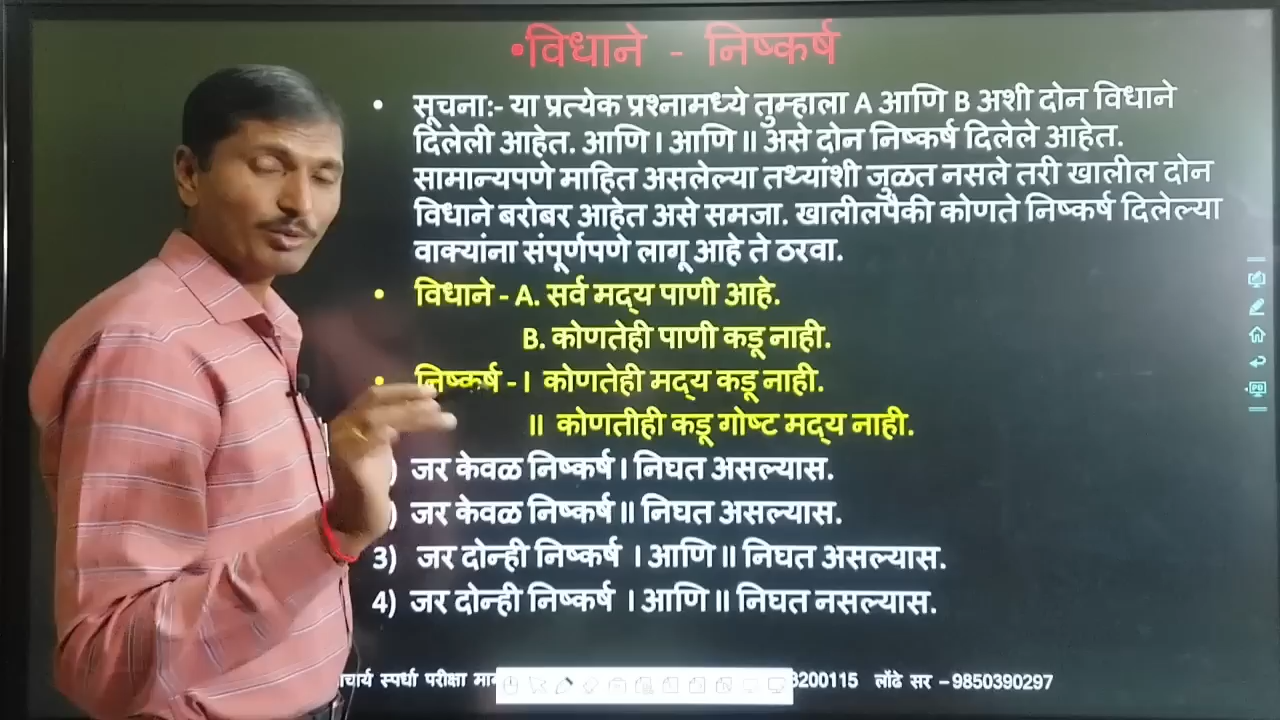 •विधाने - निष्कर्ष
• सूचना:- या प्रत्येक प्रश्नामध्ये तुम्हाला A आणि B अशी दोन विधाने
दिलेली आहेत. आणि I आणि II असे दोन निष्कर्ष दिलेले आहेत.
सामान्यपणे माहित असलेल्या तथ्यांशी जुळत नसले तरी खालील दोन
विधाने बरोबर आहेत असे समजा. खालीलपैकी कोणते निष्कर्ष दिलेल्या
वाक्यांना संपूर्णपणे लागू आहे ते ठरवा.
• विधाने - A. सर्व मद्य पाणी आहे.
B. कोणतेही पाणी कडू नाही.
• निष्कर्ष - I कोणतेही मद्य कडू नाही.
II कोणतीही कडू गोष्ट मद्य नाही.
) जर केवळ निष्कर्ष I निघत असल्यास.
) जर केवळ निष्कर्ष II निघत असल्यास.
3) जर दोन्ही निष्कर्ष I आणि II निघत असल्यास.
4) जर दोन्ही निष्कर्ष I आणि II निघत नसल्यास.
चार्य स्पर्धा परीक्षा 8200115 लोंढे सर – 9850390297